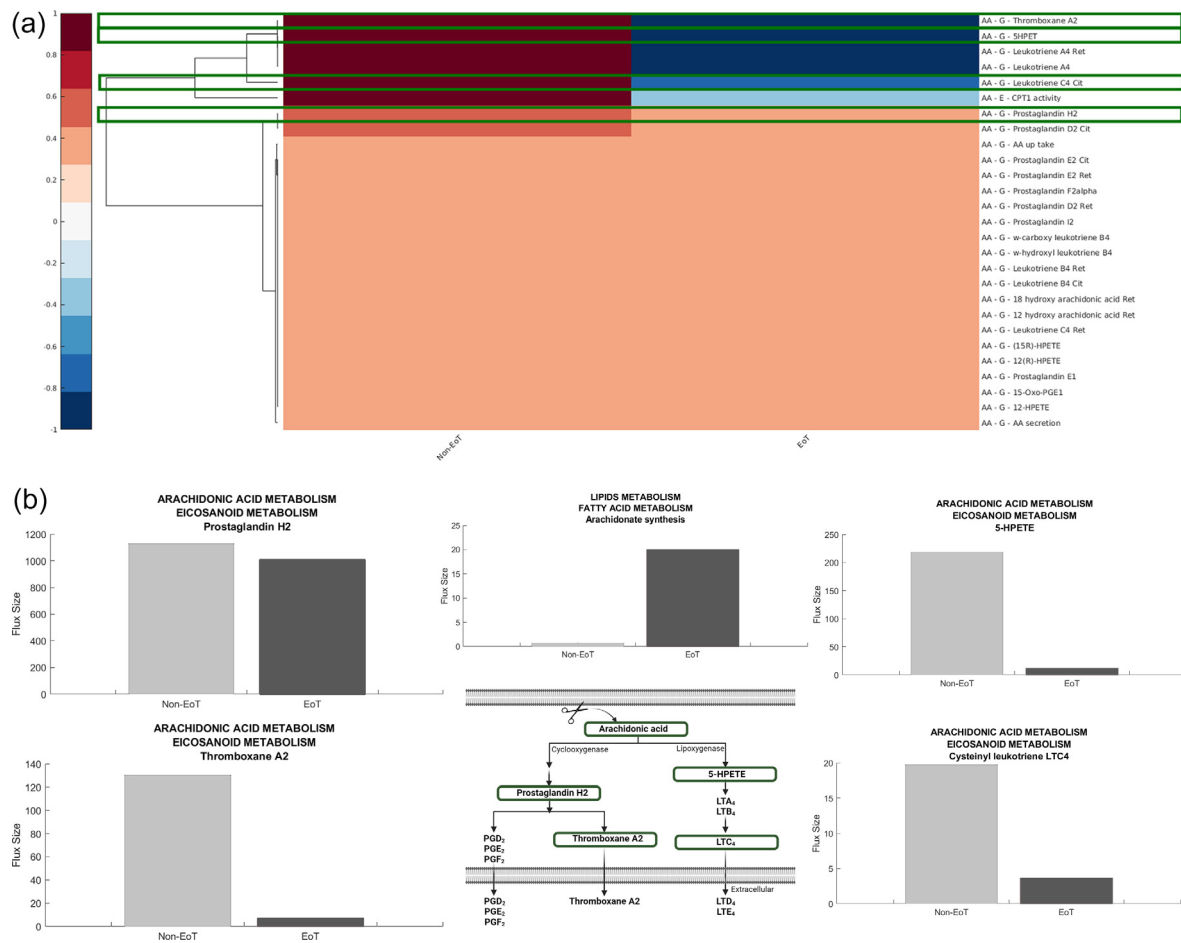 (a)
1
0.8
0.6
0.4
0.2
0
-0.2
-0.4
-0.6
-0.8
-1
AA - G - Thromboxane A2
AA - G - 5HPET
AA - G - Leukotriene A4 Ret
AA - G - Leukotriene A4
AA - G - Leukotriene C4 Cit
AA - E - CPT1 activity
AA - G - Prostaglandin H2
AA - G - Prostaglandin D2 Cit
AA - G - AA up take
AA - G - Prostaglandin E2 Cit
AA - G - Prostaglandin E2 Ret
AA - G - Prostaglandin F2alpha
AA - G - Prostaglandin D2 Ret
AA - G - Prostaglandin I2
AA - G - w-carboxy leukotriene B4
AA - G - w-hydroxyl leukotriene B4
AA - G - Leukotriene B4 Ret
AA - G - Leukotriene B4 Cit
AA - G - 18 hydroxy arachidonic acid Ret
AA - G - 12 hydroxy arachidonic acid Ret
AA - G - Leukotriene C4 Ret
AA - G - (15R)-HPETE
AA - G - 12(R)-HPETE
AA - G - Prostaglandin E1
AA - G - 15-Oxo-PGE1
AA - G - 12-HPETE
AA - G - AA secretion
Non-EoT
EoT
(b)
ARACHIDONIC ACID METABOLISM
EICOSANOID METABOLISM
Prostaglandin H2
Flux Size
1200
1000
800
600
400
200
0
Non-EoT
EoT
LIPIDS METABOLISM
FATTY ACID METABOLISM
Arachidonate synthesis
Flux Size
25
20
15
10
5
0
Non-EoT
EoT
ARACHIDONIC ACID METABOLISM
EICOSANOID METABOLISM
5-HPETE
Flux Size
250
200
150
100
50
0
Non-EoT
EoT
ARACHIDONIC ACID METABOLISM
EICOSANOID METABOLISM
Thromboxane A2
Flux Size
140
120
100
80
60
40
20
0
Non-EoT
EoT
Arachidonic acid
Cyclooxygenase
Lipoxygenase
5-HPETE
Prostaglandin H2
LTA₄
LTB₄
PGD₂
PGE₂
PGF₂
Thromboxane A2
LTC₄
Extracellular
PGD₂
PGE₂
PGF₂
Thromboxane A2
LTD₄
LTE₄
ARACHIDONIC ACID METABOLISM
EICOSANOID METABOLISM
Cysteinyl leukotriene LTC4
Flux Size
20
15
10
5
0
Non-EoT
EoT